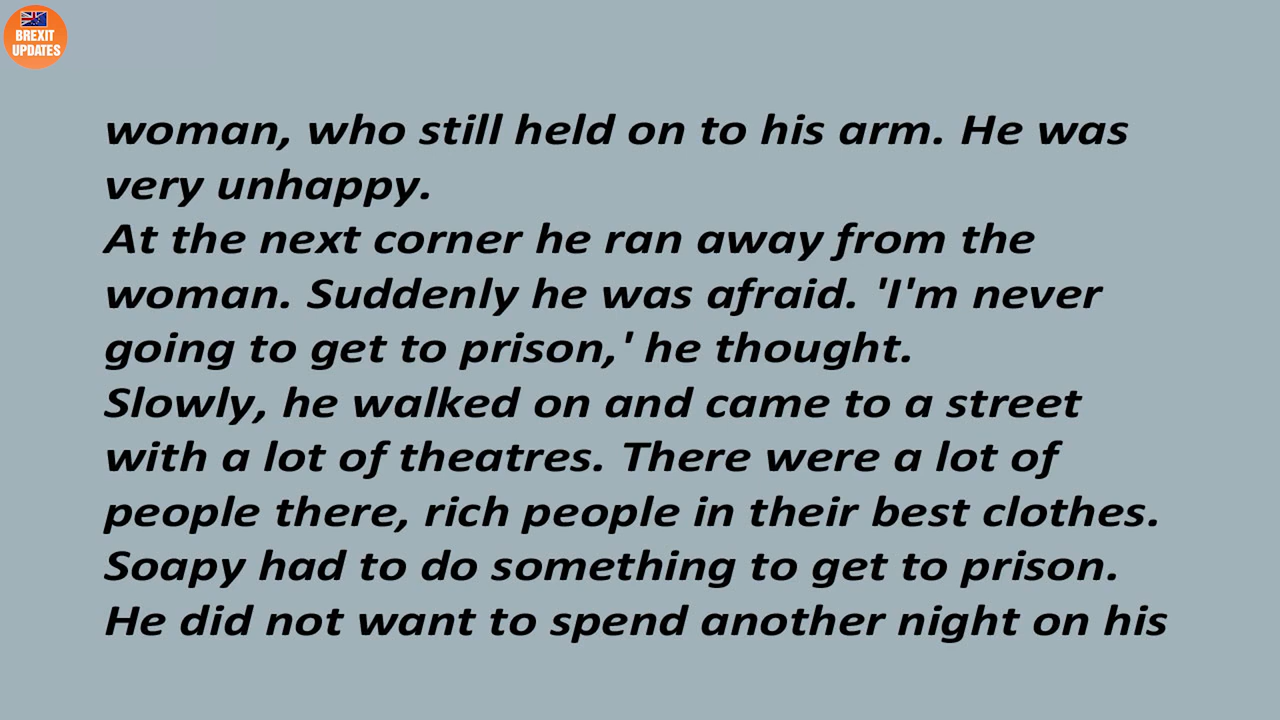 BREXIT
UPDATES
woman, who still held on to his arm. He was
very unhappy.
At the next corner he ran away from the
woman. Suddenly he was afraid. 'I'm never
going to get to prison,' he thought.
Slowly, he walked on and came to a street
with a lot of theatres. There were a lot of
people there, rich people in their best clothes.
Soapy had to do something to get to prison.
He did not want to spend another night on his